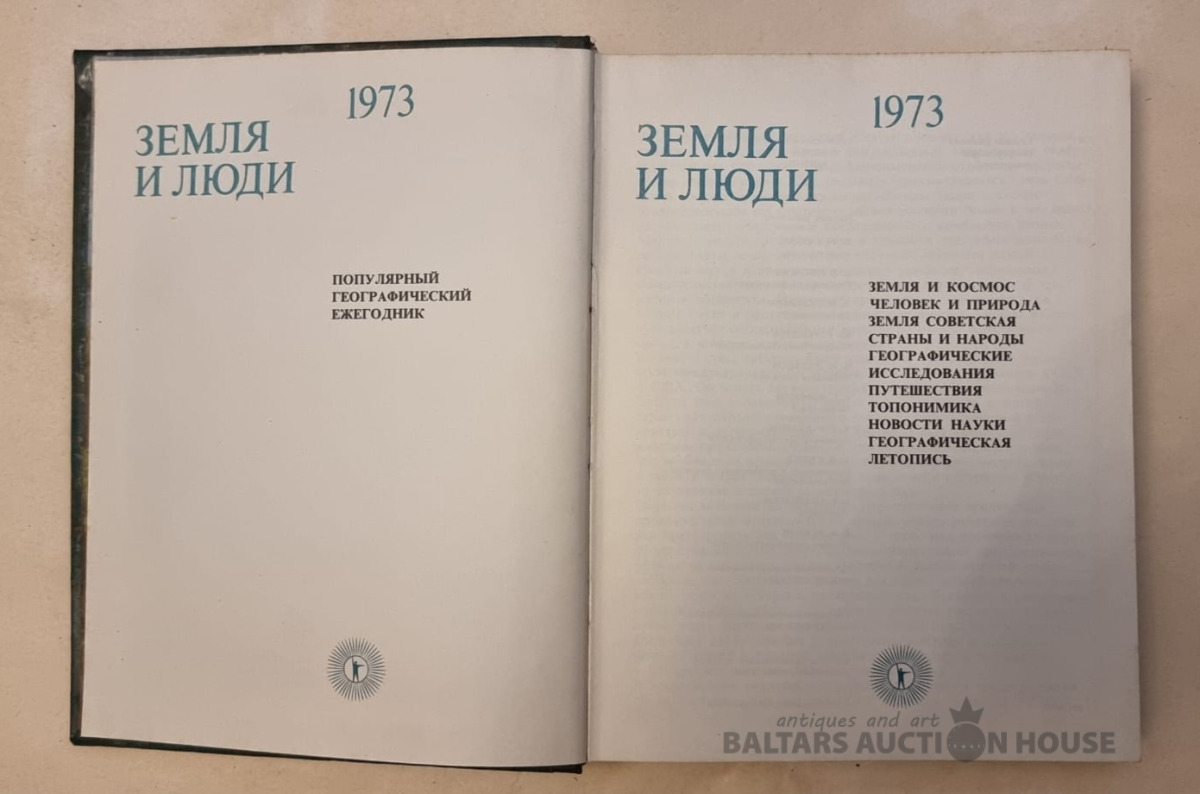 1973
ЗЕМЛЯ
И ЛЮДИ
ПОПУЛЯРНЫЙ
ГЕОГРАФИЧЕСКИЙ
ЕЖЕГОДНИК
1973
ЗЕМЛЯ
И ЛЮДИ
ЗЕМЛЯ И КОСМОС
ЧЕЛОВЕК И ПРИРОДА
ЗЕМЛЯ СОВЕТСКАЯ
СТРАНЫ И НАРОДЫ
ГЕОГРАФИЧЕСКИЕ
ИССЛЕДОВАНИЯ
ПУТЕШЕСТВИЯ
ТОПОНИМИКА
НОВОСТИ НАУКИ
ГЕОГРАФИЧЕСКАЯ
ЛЕТОПИСЬ
antiques and art
BALTARS AUCTION HOUSE